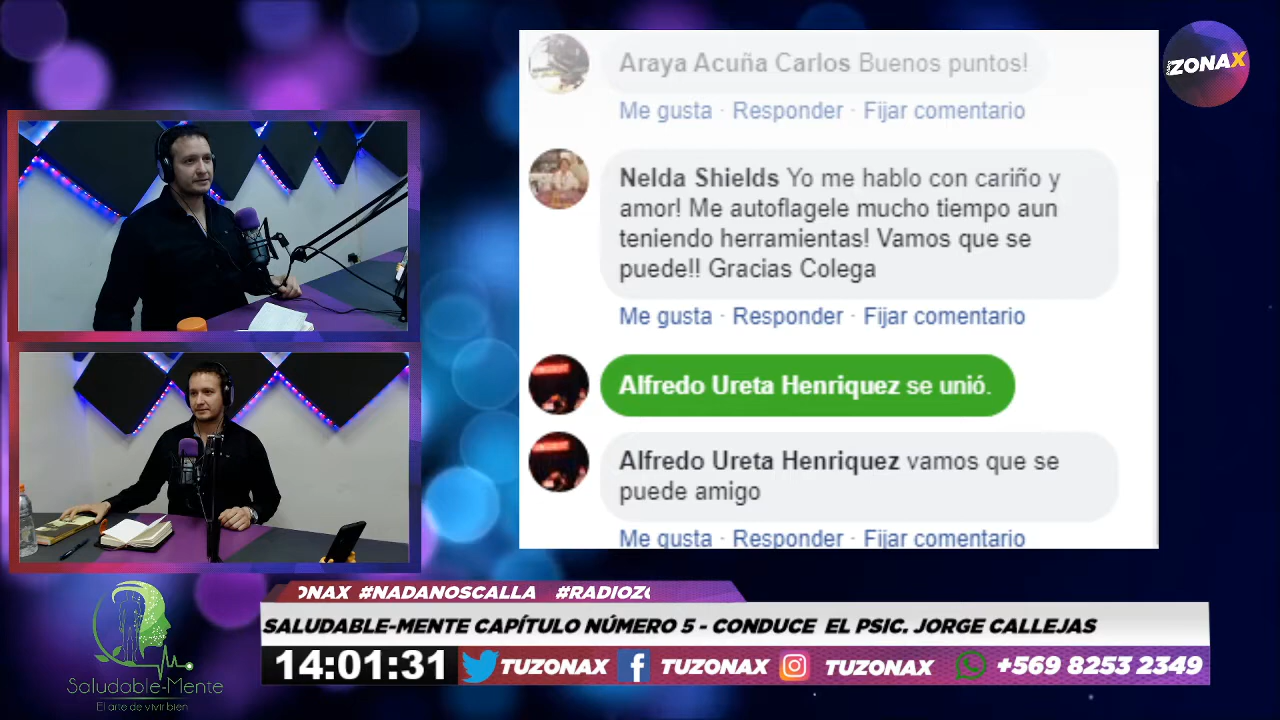 Araya Acuña Carlos Buenos puntos!
Me gusta · Responder · Fijar comentario
Nelda Shields Yo me hablo con cariño y
amor! Me autoflagele mucho tiempo aun
teniendo herramientas! Vamos que se
puede!! Gracias Colega
Me gusta · Responder · Fijar comentario
Alfredo Ureta Henriquez se unió.
Alfredo Ureta Henriquez vamos que se
puede amigo
Me gusta · Responder · Fijar comentario
ZONAX
ONAX #NADANOSCALLA #RADIOZO
SALUDABLE-MENTE CAPÍTULO NÚMERO 5 - CONDUCE EL PSIC. JORGE CALLEJAS
14:01:31 TUZONAX TUZONAX TUZONAX +569 8253 2349
Saludable-Mente
El arte de vivir bien